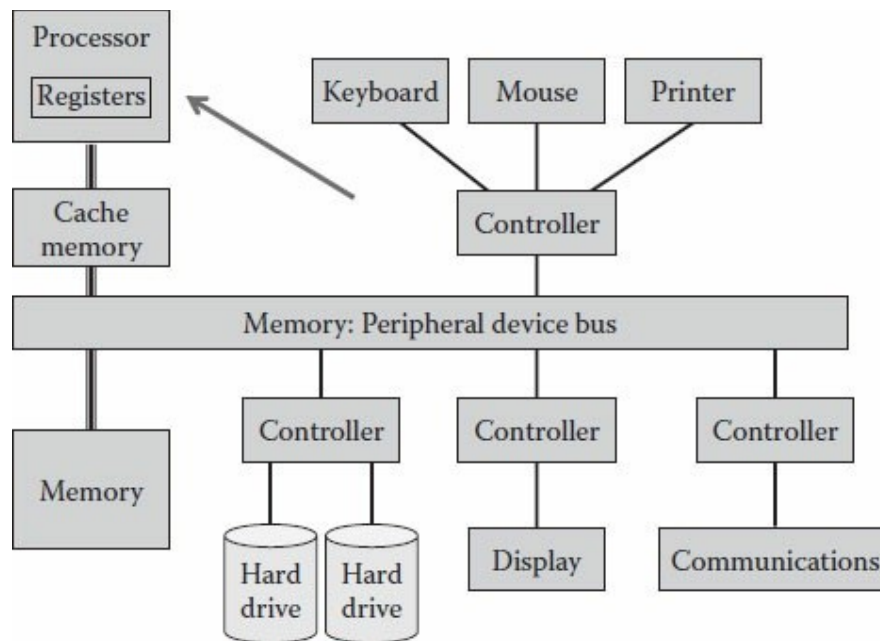 Processor
Registers
Keyboard
Mouse
Printer
Cache
memory
Controller
Memory: Peripheral device bus
Controller
Controller
Controller
Memory
Hard
drive
Hard
drive
Display
Communications